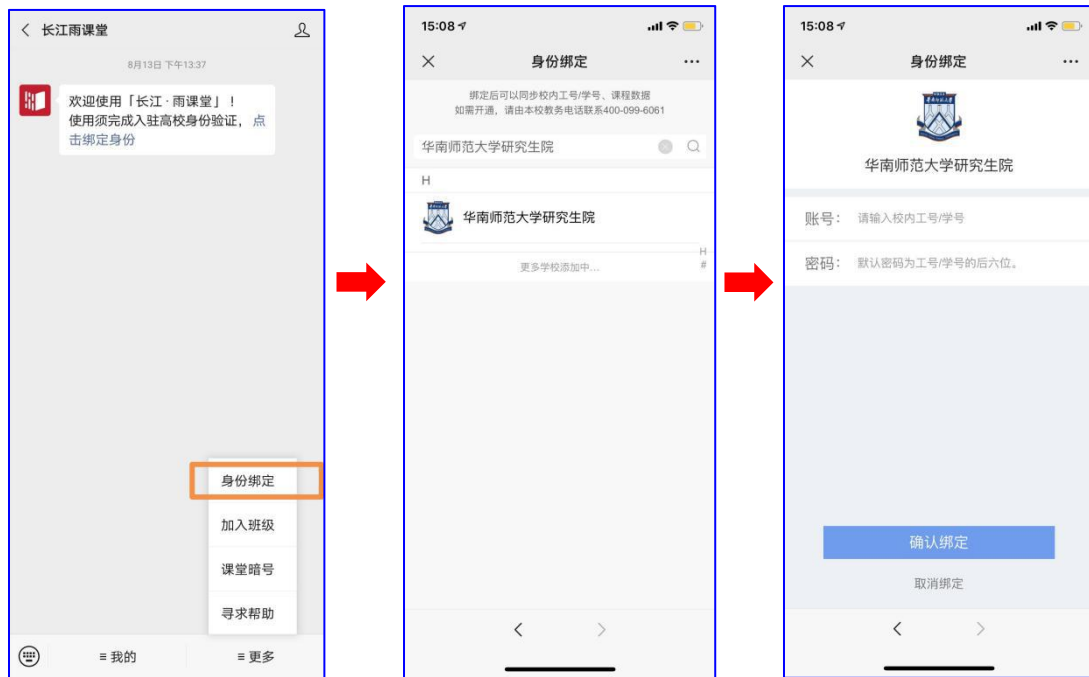 长江雨课堂
8月13日 下午13:37
欢迎使用「长江·雨课堂」！
使用须完成入驻高校身份验证，点
击绑定身份
身份绑定
加入班级
课堂暗号
寻求帮助
≡ 我的
≡ 更多
15:08
身份绑定
绑定后可以同步校内工号/学号、课程数据
如需开通，请由本校教务电话联系400-099-6061
华南师范大学研究生院
H
华南师范大学研究生院
更多学校添加中...
H
#
15:08
身份绑定
华南师范大学研究生院
账号： 请输入校内工号/学号
密码： 默认密码为工号/学号的后六位。
确认绑定
取消绑定